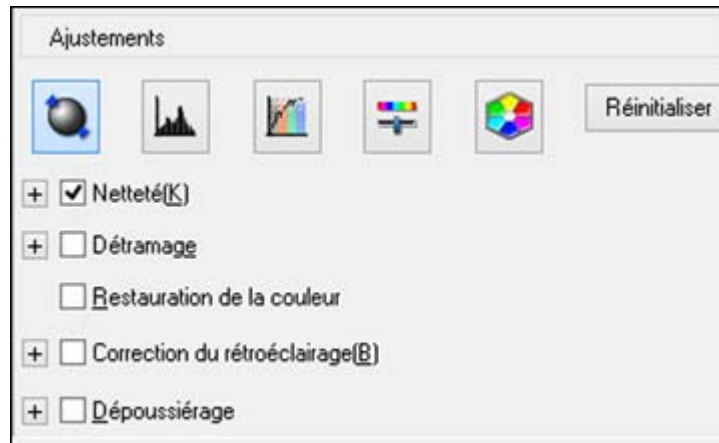 Ajustements
Réinitialiser
Netteté(K)
Détramage
Restauration de la couleur
Correction du rétroéclairage(B)
Dépoussiérage